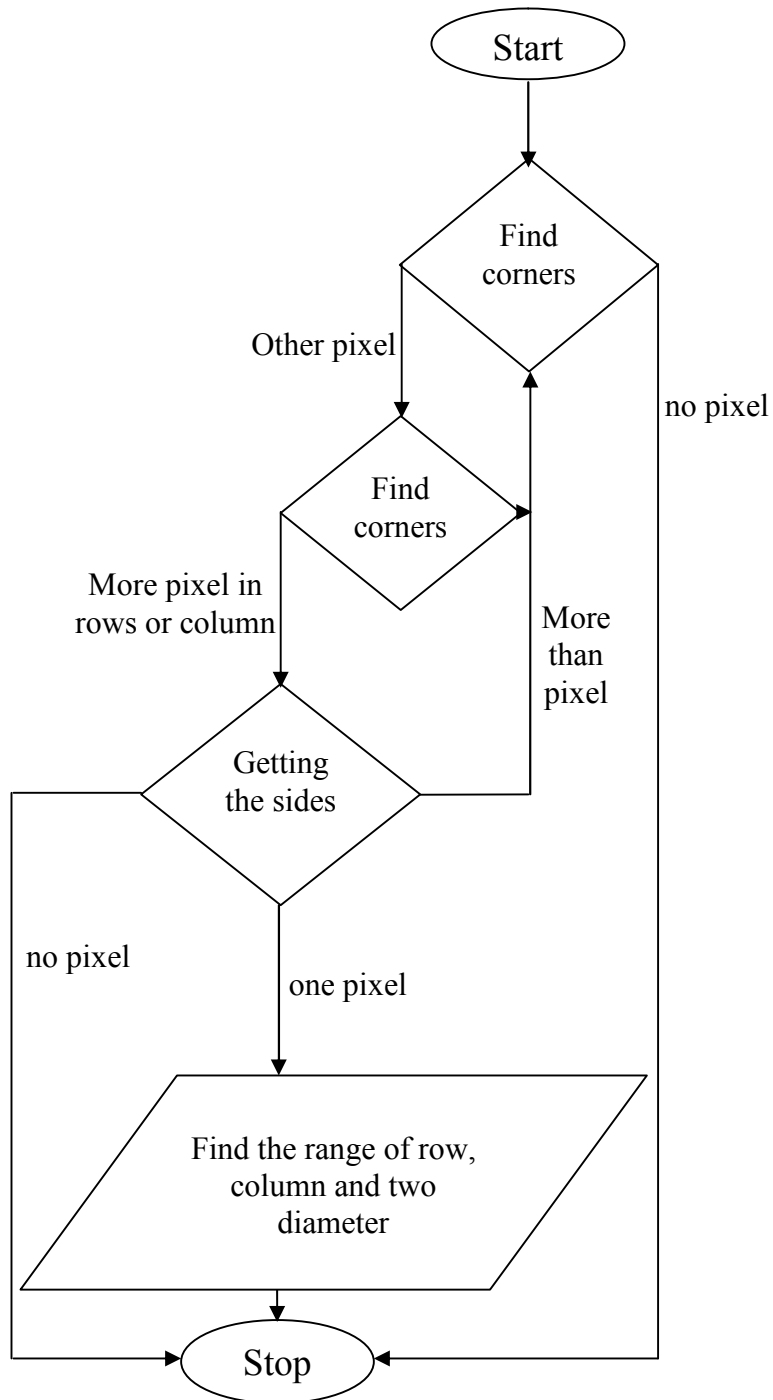 Start
Find
corners
Other pixel
no pixel
Find
corners
More pixel in
rows or column
More
than
pixel
Getting
the sides
no pixel
one pixel
Find the range of row,
column and two
diameter
Stop